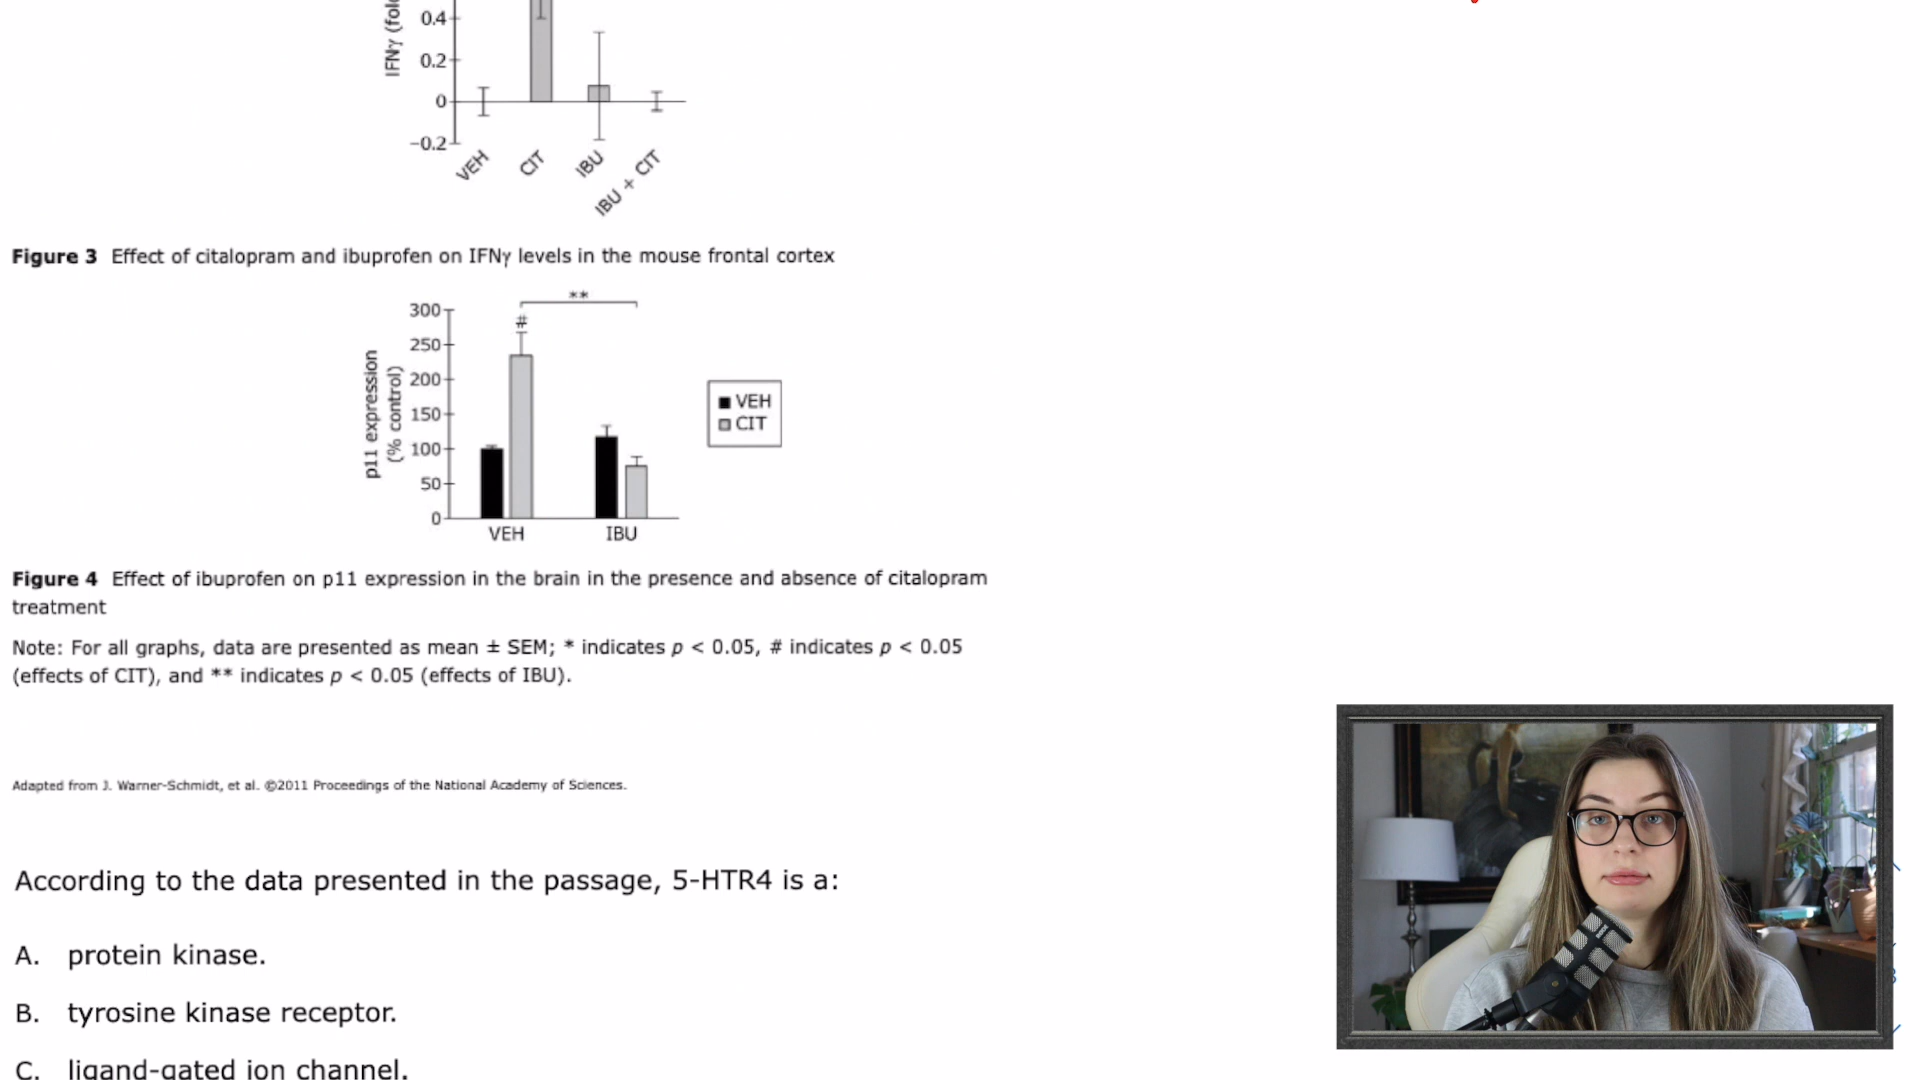 IFNγ (fol
0.4
0.2
0
−0.2
VEH
CIT
IBU
IBU + CIT
Figure 3 Effect of citalopram and ibuprofen on IFNγ levels in the mouse frontal cortex
p11 expression
(% control)
300
250
200
150
100
50
0
#
**
VEH
IBU
VEH
CIT
Figure 4 Effect of ibuprofen on p11 expression in the brain in the presence and absence of citalopram
treatment
Note: For all graphs, data are presented as mean ± SEM; * indicates p < 0.05, # indicates p < 0.05
(effects of CIT), and ** indicates p < 0.05 (effects of IBU).
Adapted from J. Warner-Schmidt, et al. ©2011 Proceedings of the National Academy of Sciences.
According to the data presented in the passage, 5-HTR4 is a:
A. protein kinase.
B. tyrosine kinase receptor.
C. ligand-gated ion channel.